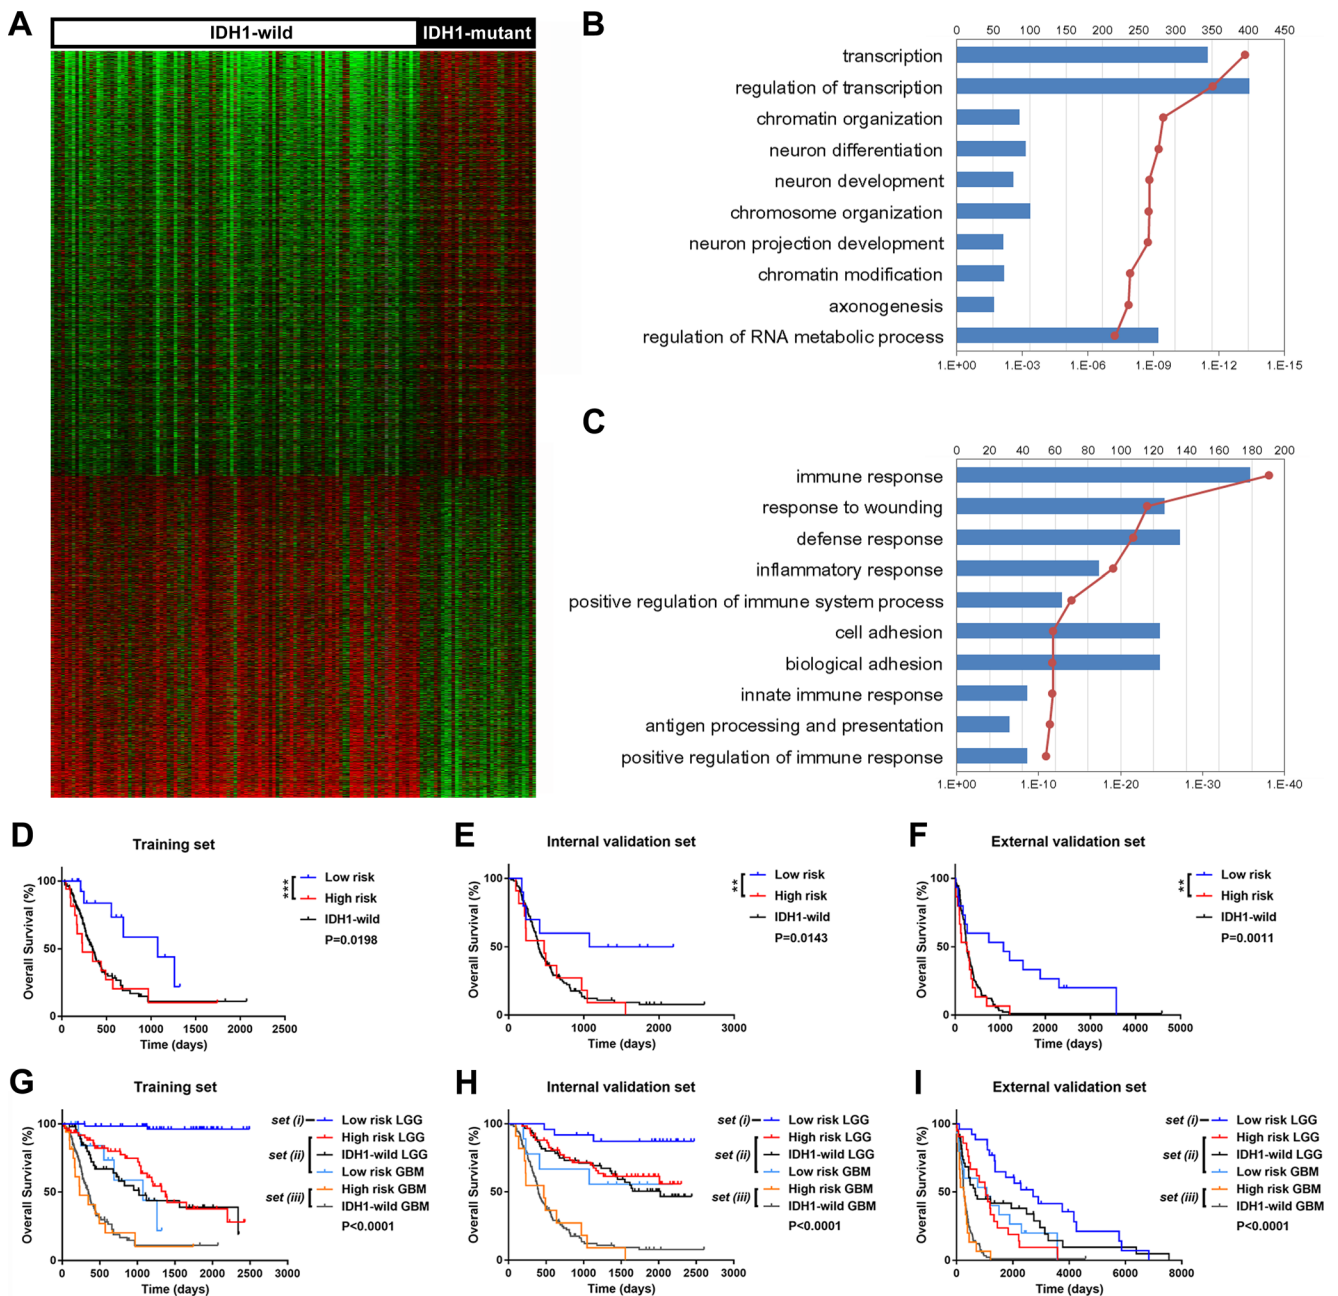 A
IDH1-wild
IDH1-mutant
B
0 50 100 150 200 250 300 350 400 450
transcription
regulation of transcription
chromatin organization
neuron differentiation
neuron development
chromosome organization
neuron projection development
chromatin modification
axonogenesis
regulation of RNA metabolic process
1.E+00 1.E-03 1.E-06 1.E-09 1.E-12 1.E-15
C
0 20 40 60 80 100 120 140 160 180 200
immune response
response to wounding
defense response
inflammatory response
positive regulation of immune system process
cell adhesion
biological adhesion
innate immune response
antigen processing and presentation
positive regulation of immune response
1.E+00 1.E-10 1.E-20 1.E-30 1.E-40
D
Training set
Overall Survival (%)
100
50
0
0 500 1000 1500 2000 2500
Time (days)
***
Low risk
High risk
IDH1-wild
P=0.0198
E
Internal validation set
Overall Survival (%)
100
50
0
0 1000 2000 3000
Time (days)
**
Low risk
High risk
IDH1-wild
P=0.0143
F
External validation set
Overall Survival (%)
100
50
0
0 1000 2000 3000 4000 5000
Time (days)
**
Low risk
High risk
IDH1-wild
P=0.0011
G
Training set
Overall Survival (%)
100
50
0
0 500 1000 1500 2000 2500 3000
Time (days)
set (i) Low risk LGG
High risk LGG
set (ii) IDH1-wild LGG
Low risk GBM
High risk GBM
set (iii) IDH1-wild GBM
P<0.0001
H
Internal validation set
Overall Survival (%)
100
50
0
0 500 1000 1500 2000 2500 3000
Time (days)
set (i) Low risk LGG
High risk LGG
set (ii) IDH1-wild LGG
Low risk GBM
High risk GBM
set (iii) IDH1-wild GBM
P<0.0001
I
External validation set
Overall Survival (%)
100
50
0
0 2000 4000 6000 8000
Time (days)
set (i) Low risk LGG
High risk LGG
set (ii) IDH1-wild LGG
Low risk GBM
High risk GBM
set (iii) IDH1-wild GBM
P<0.0001